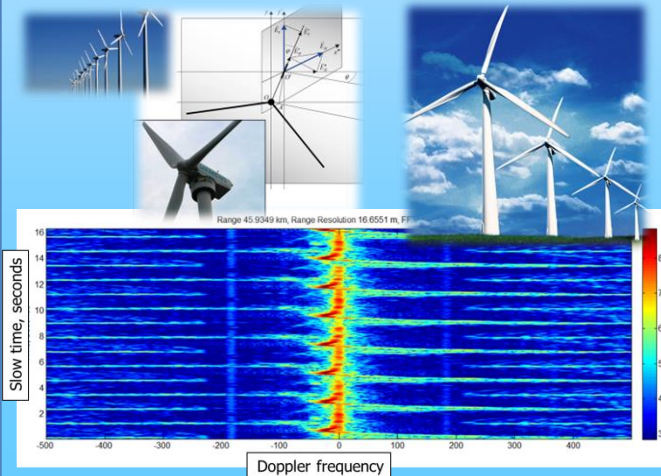 Range 45.9349 km, Range Resolution 16.6551 m, FF
Slow time, seconds
16
14
12
10
8
6
4
2
-500 -400 -300 -200 -100 0 100 200 300 400
Doppler frequency